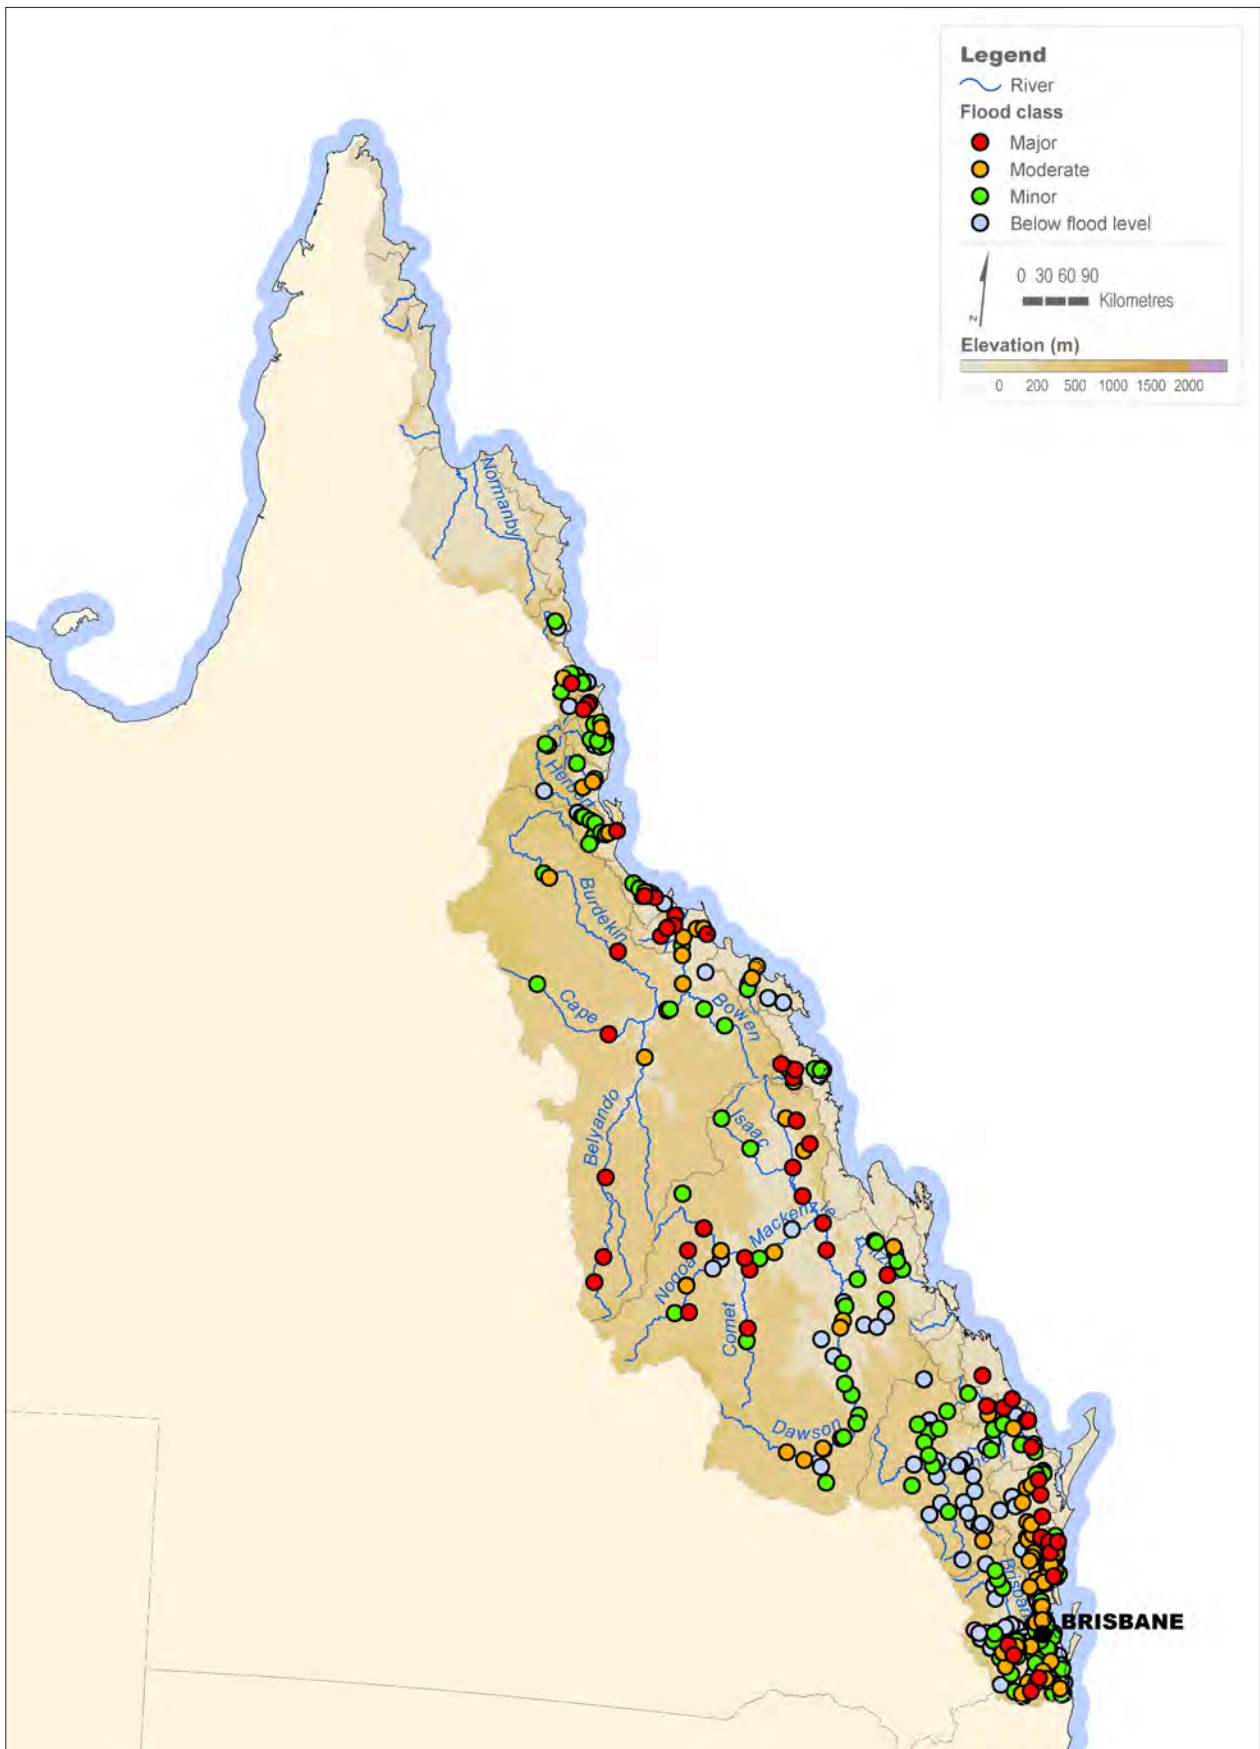 Legend
River
Flood class
Major
Moderate
Minor
Below flood level
0 30 60 90
Kilometres
z
Elevation (m)
0 200 500 1000 1500 2000
Normanby
Herbert
Burdekin
Cape
Bowen
Belyando
Isaac
Mackenzie
Nogoa
Comet
Dawson
BRISBANE